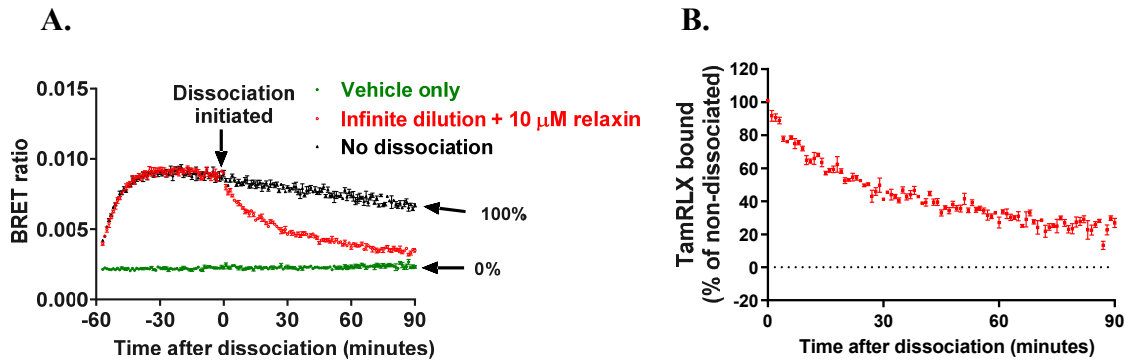 A.
0.015
0.010
0.005
0.000
BRET ratio
Dissociation
initiated
Vehicle only
Infinite dilution + 10 μM relaxin
No dissociation
100%
0%
-60
-30
0
30
60
90
Time after dissociation (minutes)
B.
120
100
80
60
40
20
0
-20
TamRLX bound
(% of non-dissociated)
0
30
60
90
Time after dissociation (minutes)